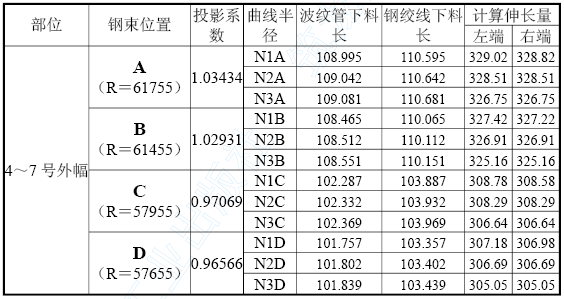 部位 钢束位置 投影系数 曲线半径 波纹管下料长 钢绞线下料长 计算伸长量
左端 右端
4～7号外幅
A（R＝61755） 1.03434 N1A 108.995 110.595 329.02 328.82
N2A 109.042 110.642 328.51 328.51
N3A 109.081 110.681 326.75 326.75
B（R＝61455） 1.02931 N1B 108.465 110.065 327.42 327.22
N2B 108.512 110.112 326.91 326.91
N3B 108.551 110.151 325.16 325.16
C（R＝57955） 0.97069 N1C 102.287 103.887 308.78 308.58
N2C 102.332 103.932 308.29 308.29
N3C 102.369 103.969 306.64 306.64
D（R＝57655） 0.96566 N1D 101.757 103.357 307.18 306.98
N2D 101.802 103.402 306.69 306.69
N3D 101.839 103.439 305.05 305.05